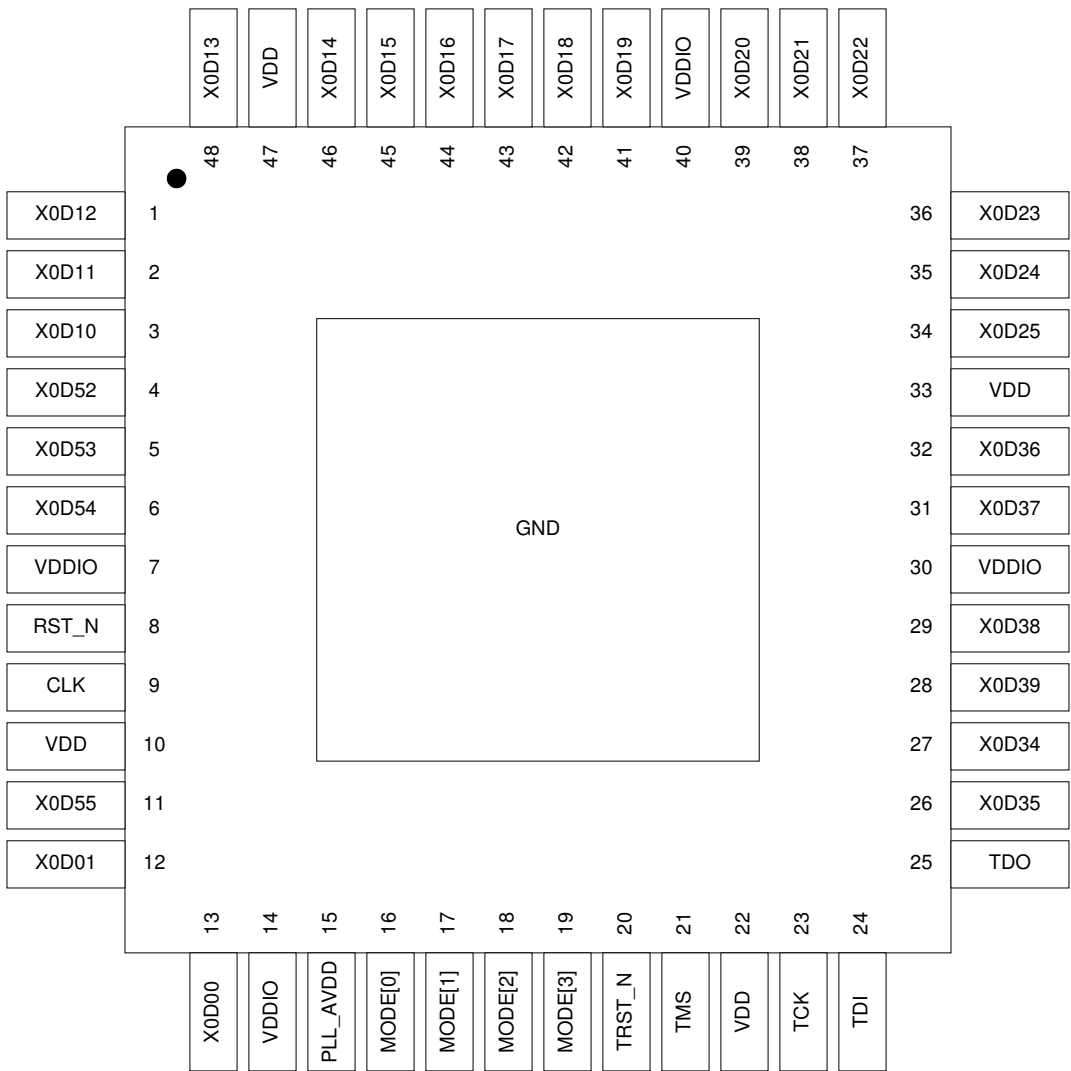 X0D13 VDD X0D14 X0D15 X0D16 X0D17 X0D18 X0D19 VDDIO X0D20 X0D21 X0D22
48 47 46 45 44 43 42 41 40 39 38 37
X0D12 1 36 X0D23
X0D11 2 35 X0D24
X0D10 3 34 X0D25
X0D52 4 33 VDD
X0D53 5 32 X0D36
X0D54 6 31 X0D37
GND
VDDIO 7 30 VDDIO
RST_N 8 29 X0D38
CLK 9 28 X0D39
VDD 10 27 X0D34
X0D55 11 26 X0D35
X0D01 12 25 TDO
13 14 15 16 17 18 19 20 21 22 23 24
X0D00 VDDIO PLL_AVDD MODE[0] MODE[1] MODE[2] MODE[3] TRST_N TMS VDD TCK TDI